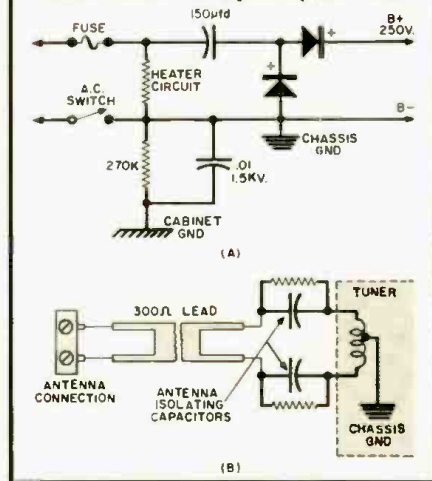 150µfd
B+
250V.
FUSE
+
+
HEATER
CIRCUIT
A.C.
SWITCH
B-
CHASSIS
GND
270K
.01
1.5KV.
CABINET
GND
(A)
TUNER
300Ω LEAD
ANTENNA
CONNECTION
ANTENNA
ISOLATING
CAPACITORS
CHASSIS
GND
(B)